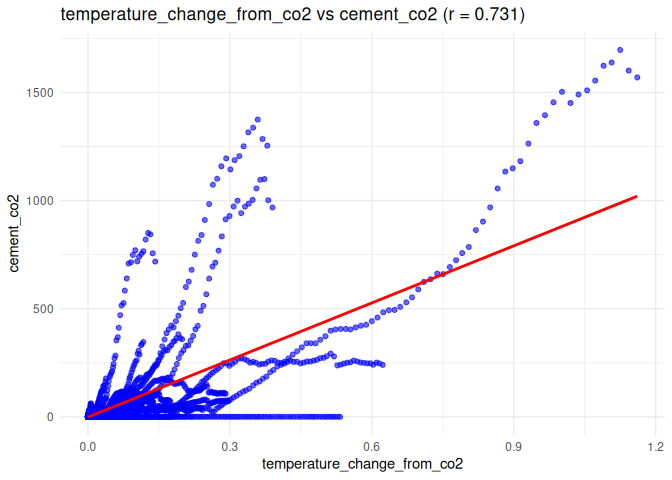 temperature_change_from_co2 vs cement_co2 (r = 0.731)
1500
1000
500
0
cement_co2
0.0 0.3 0.6 0.9 1.2
temperature_change_from_co2